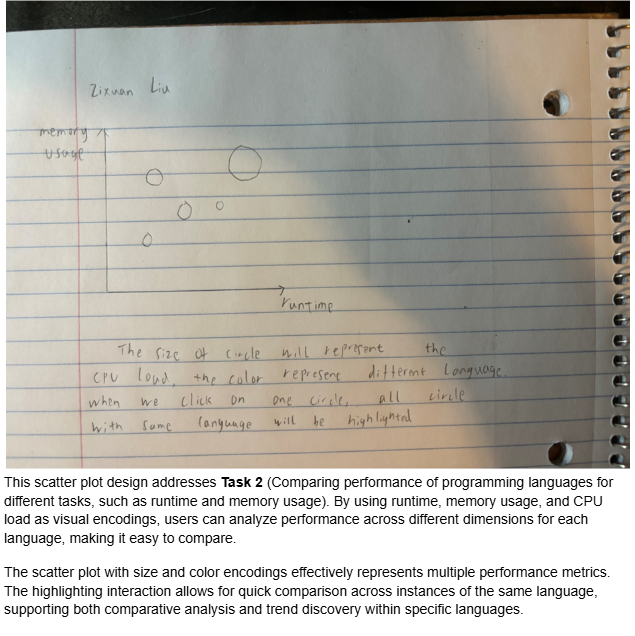 Zixuan Liu
memory
usage
runtime
The size of circle will represent the
CPU load, the color represent different language.
when we click on one circle, all circle
with same language will be highlighted
This scatter plot design addresses Task 2 (Comparing performance of programming languages for
different tasks, such as runtime and memory usage). By using runtime, memory usage, and CPU
load as visual encodings, users can analyze performance across different dimensions for each
language, making it easy to compare.
The scatter plot with size and color encodings effectively represents multiple performance metrics.
The highlighting interaction allows for quick comparison across instances of the same language,
supporting both comparative analysis and trend discovery within specific languages.